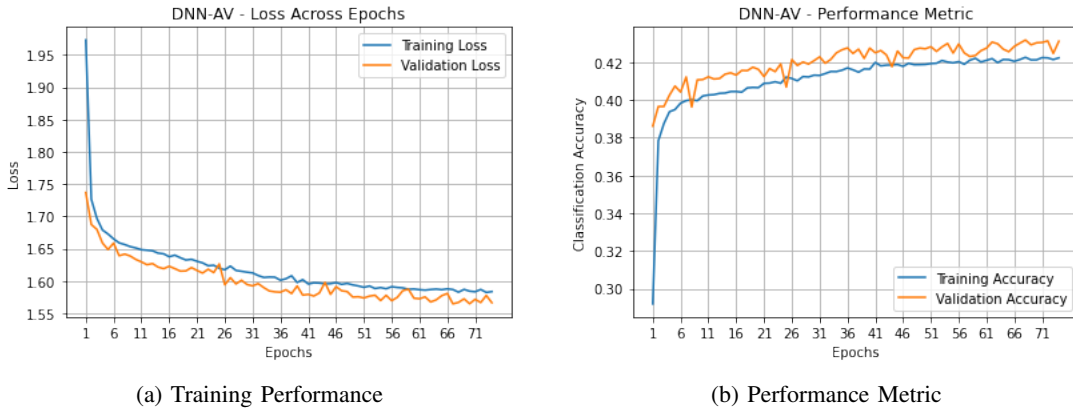 DNN-AV - Loss Across Epochs
1.95
1.90
1.85
1.80
1.75
1.70
1.65
1.60
1.55
Loss
Training Loss
Validation Loss
1 6 11 16 21 26 31 36 41 46 51 56 61 66 71
Epochs
(a) Training Performance
DNN-AV - Performance Metric
0.42
0.40
0.38
0.36
0.34
0.32
0.30
Classification Accuracy
Training Accuracy
Validation Accuracy
1 6 11 16 21 26 31 36 41 46 51 56 61 66 71
Epochs
(b) Performance Metric